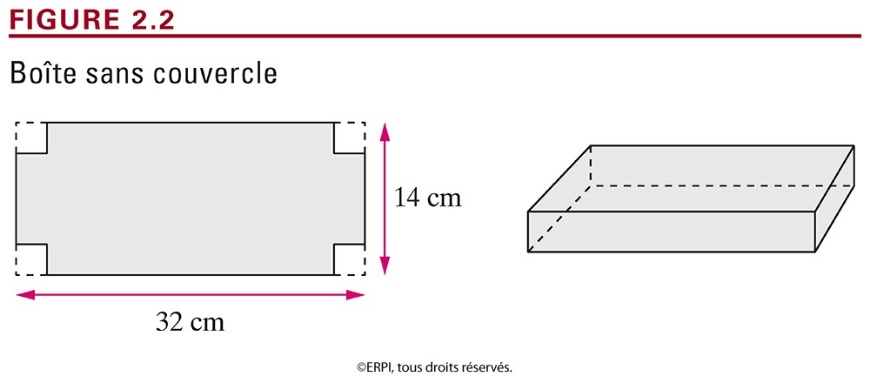 FIGURE 2.2
Boîte sans couvercle
14 cm
32 cm
©ERPI, tous droits réservés.